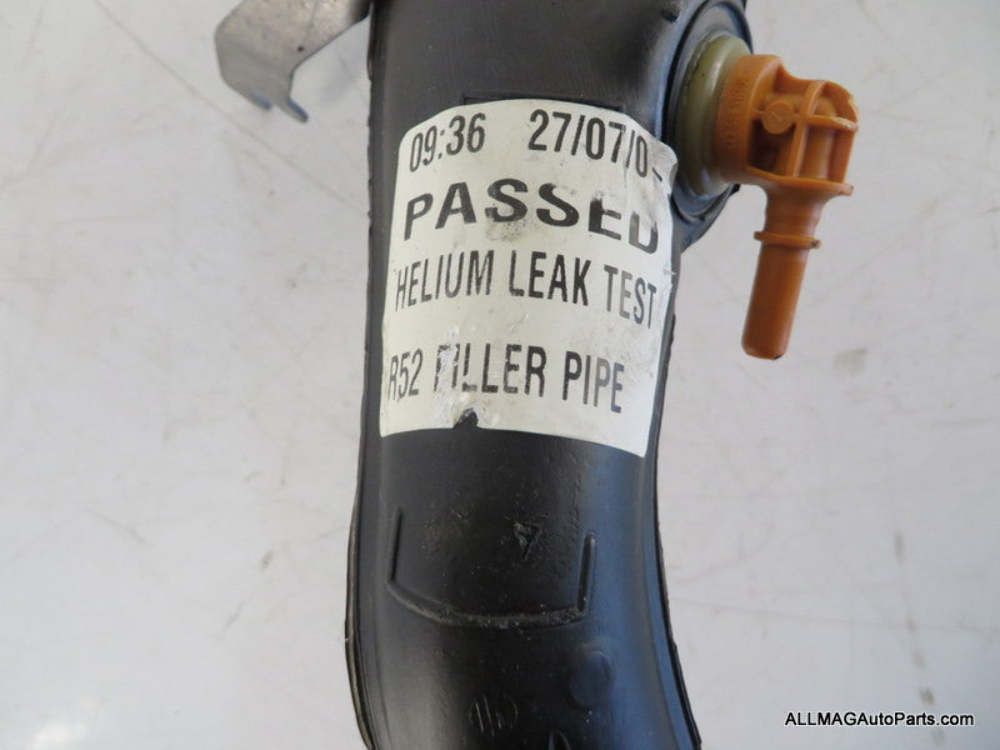 09:36 27/07/0
PASSED
HELIUM LEAK TEST
R52 FILLER PIPE
ALLMAGAutoParts.com